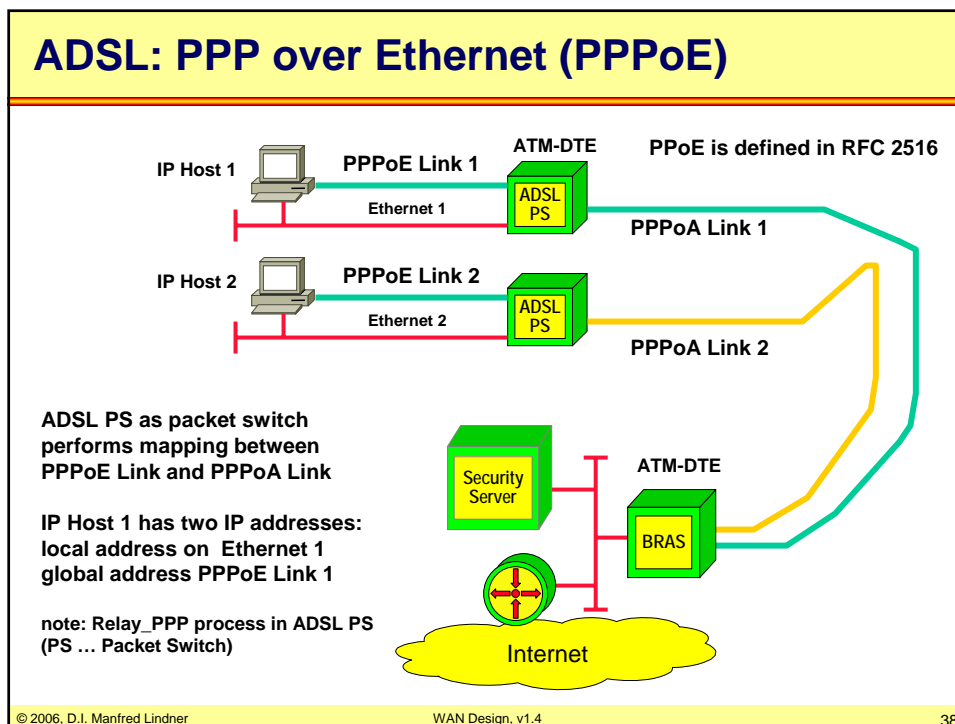 ADSL: PPP over Ethernet (PPPoE)
IP Host 1
PPPoE Link 1
Ethernet 1
ATM-DTE
ADSL
PS
PPoE is defined in RFC 2516
PPPoA Link 1
IP Host 2
PPPoE Link 2
Ethernet 2
ADSL
PS
PPPoA Link 2
ADSL PS as packet switch
performs mapping between
PPPoE Link and PPPoA Link
IP Host 1 has two IP addresses:
local address on Ethernet 1
global address PPPoE Link 1
note: Relay_PPP process in ADSL PS
(PS ... Packet Switch)
Security
Server
ATM-DTE
BRAS
Internet
© 2006, D.I. Manfred Lindner
WAN Design, v1.4
38